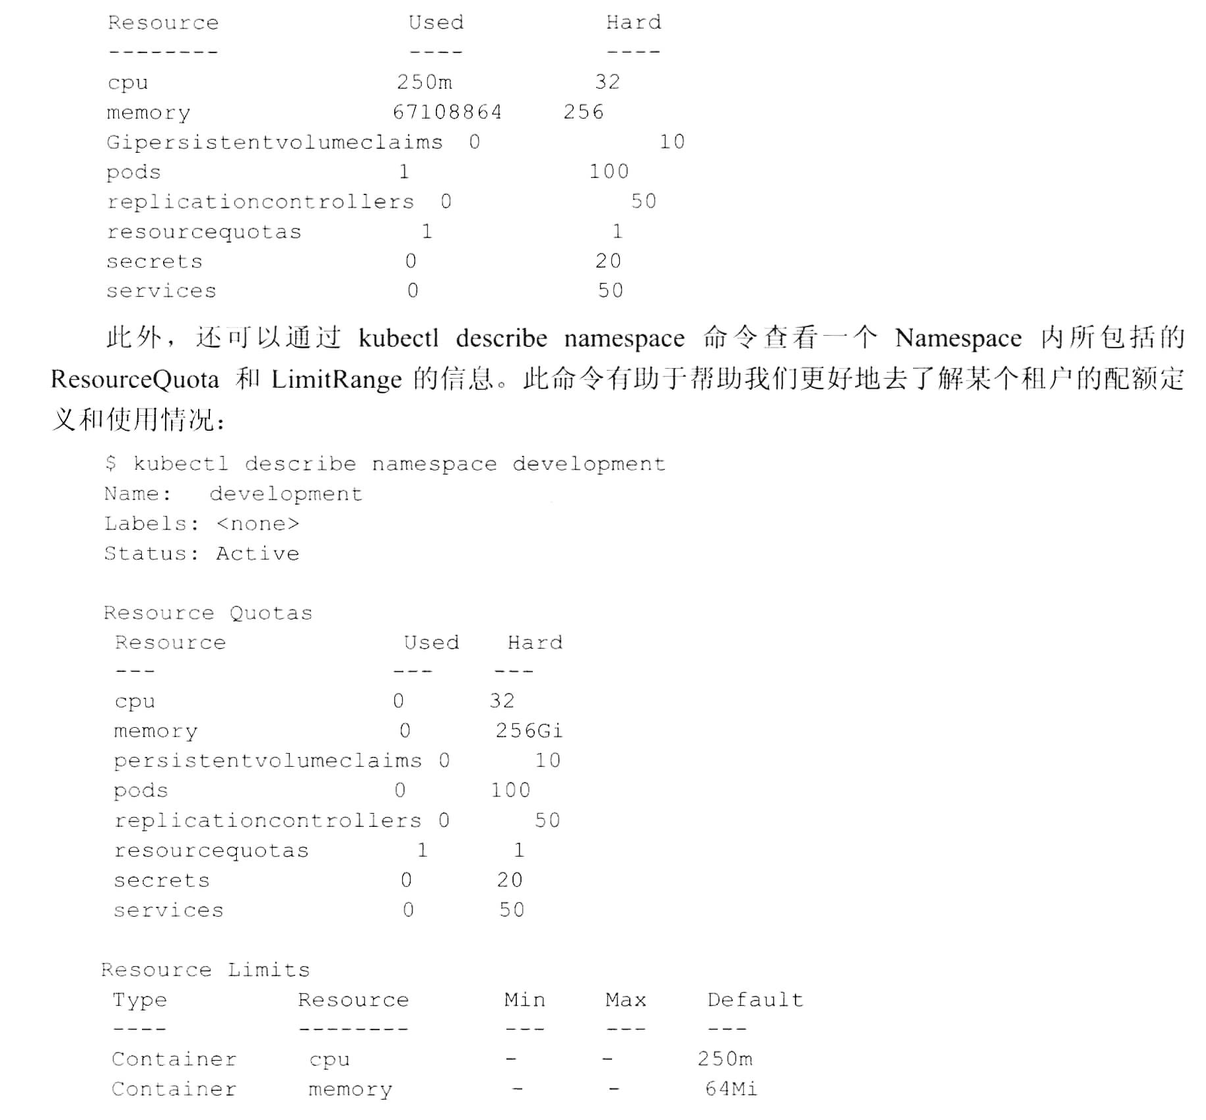 Resource Used Hard
-------- ---- ----
cpu 250m 32
memory 67108864 256
Gipersistentvolumeclaims 0 10
pods 1 100
replicationcontrollers 0 50
resourcequotas 1 1
secrets 0 20
services 0 50
此外，还可以通过 kubectl describe namespace 命令查看一个 Namespace 内所包括的
ResourceQuota 和 LimitRange 的信息。此命令有助于帮助我们更好地去了解某个租户的配额定
义和使用情况：
$ kubectl describe namespace development
Name: development
Labels: <none>
Status: Active
Resource Quotas
Resource Used Hard
--- --- ---
cpu 0 32
memory 0 256Gi
persistentvolumeclaims 0 10
pods 0 100
replicationcontrollers 0 50
resourcequotas 1 1
secrets 0 20
services 0 50
Resource Limits
Type Resource Min Max Default
---- -------- --- --- ---
Container cpu - - 250m
Container memory - - 64Mi